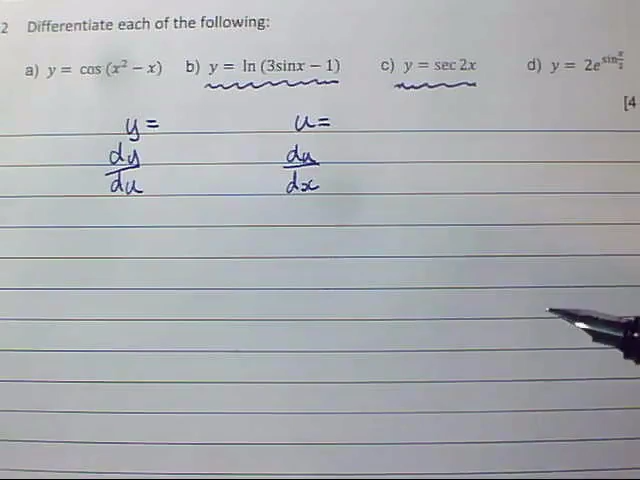 2 Differentiate each of the following:
a) y = cos (x² − x) b) y = ln (3sinx − 1) c) y = sec 2x d) y = 2e^{sin x/2}
[4
y = u =
dy/du du/dx